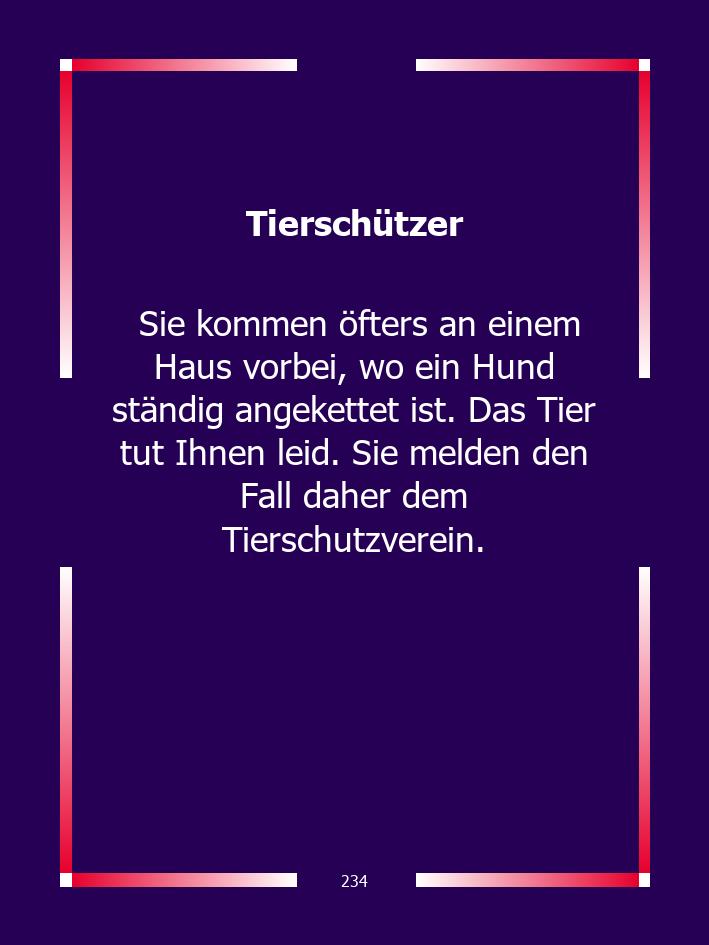 Tierschützer
Sie kommen öfters an einem
Haus vorbei, wo ein Hund
ständig angekettet ist. Das Tier
tut Ihnen leid. Sie melden den
Fall daher dem
Tierschutzverein.
234